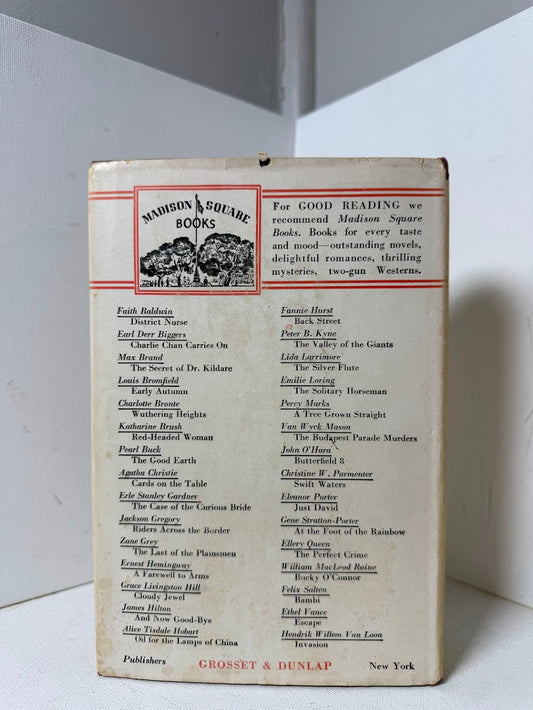 MADISON SQUARE
BOOKS
For GOOD READING we
recommend Madison Square
Books. Books for every taste
and mood—outstanding novels,
delightful romances, thrilling
mysteries, two-gun Westerns.
Faith Baldwin
District Nurse
Earl Derr Biggers
Charlie Chan Carries On
Max Brand
The Secret of Dr. Kildare
Louis Bromfield
Early Autumn
Charlotte Bronte
Wuthering Heights
Katharine Brush
Red-Headed Woman
Pearl Buck
The Good Earth
Agatha Christie
Cards on the Table
Erle Stanley Gardner
The Case of the Curious Bride
Jackson Gregory
Riders Across the Border
Zane Grey
The Last of the Plainsmen
Ernest Hemingway
A Farewell to Arms
Grace Livingston Hill
Cloudy Jewel
James Hilton
And Now Good-Bye
Alice Tisdale Hobart
Oil for the Lamps of China
Fannie Hurst
Back Street
Peter B. Kyne
The Valley of the Giants
Lida Larrimore
The Silver Flute
Emilie Loring
The Solitary Horseman
Percy Marks
A Tree Grown Straight
Van Wyck Mason
The Budapest Parade Murders
John O'Hara
Butterfield 8
Christine W. Parmenter
Swift Waters
Eleanor Porter
Just David
Gene Stratton-Porter
At the Foot of the Rainbow
Ellery Queen
The Perfect Crime
William MacLeod Raine
Bucky O'Connor
Felix Salten
Bambi
Ethel Vance
Escape
Hendrik Willem Van Loon
Invasion
Publishers GROSSET & DUNLAP New York